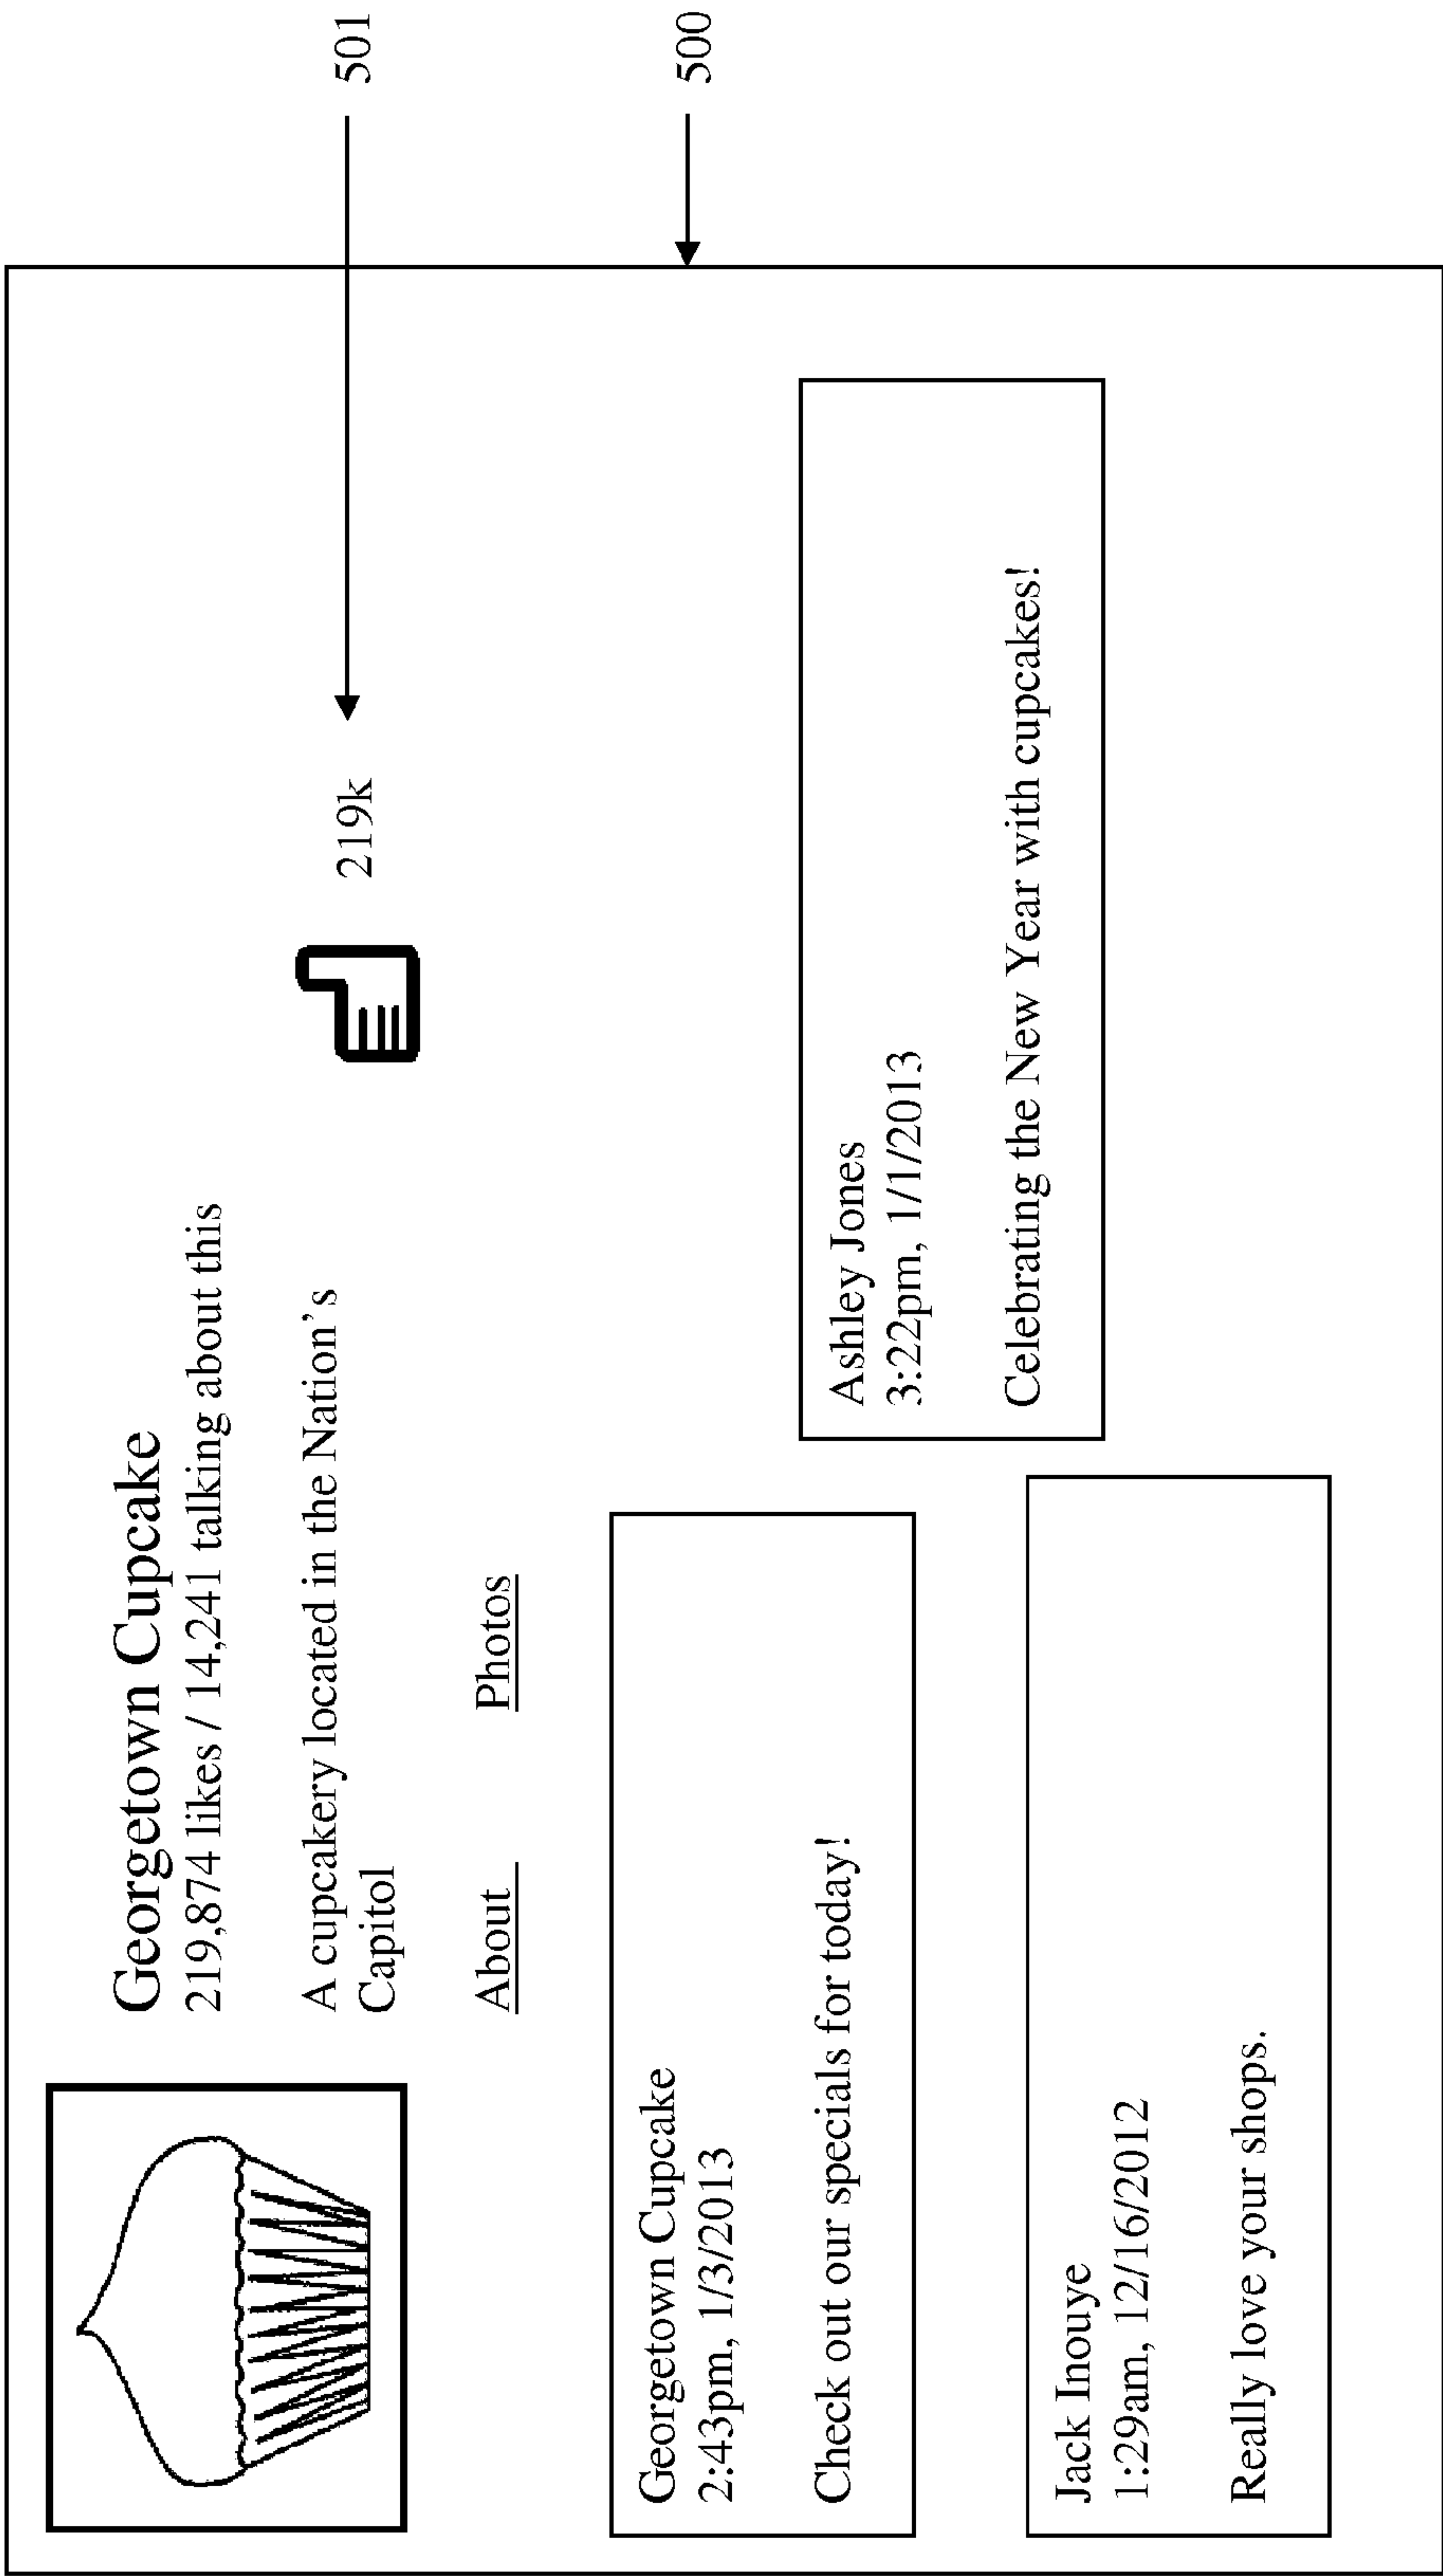 Georgetown Cupcake
219,874 likes / 14,241 talking about this
A cupcakery located in the Nation's
Capitol
219k
501
About
Photos
500
Georgetown Cupcake
2:43pm, 1/3/2013
Check out our specials for today!
Ashley Jones
3:22pm, 1/1/2013
Celebrating the New Year with cupcakes!
Jack Inouye
1:29am, 12/16/2012
Really love your shops.